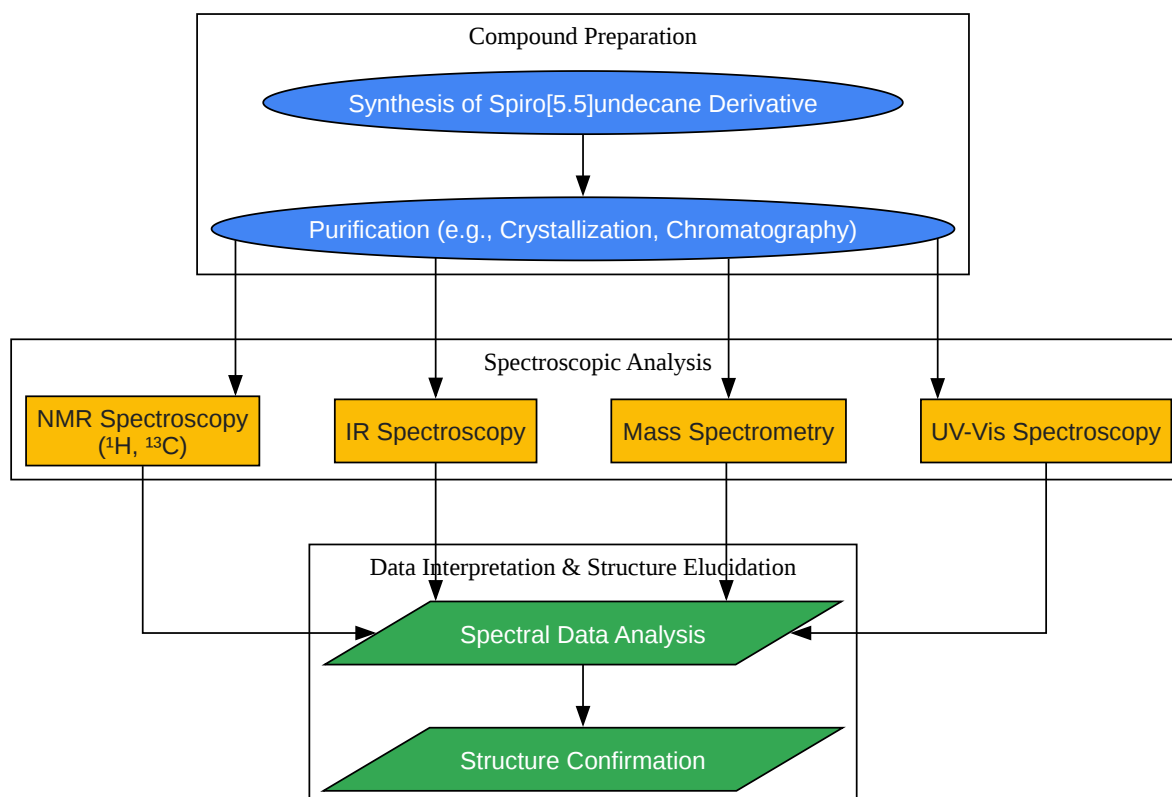 Compound Preparation
Synthesis of Spiro[5.5]undecane Derivative
Purification (e.g., Crystallization, Chromatography)
Spectroscopic Analysis
NMR Spectroscopy
(¹H, ¹³C)
IR Spectroscopy
Mass Spectrometry
UV-Vis Spectroscopy
Data Interpretation & Structure Elucidation
Spectral Data Analysis
Structure Confirmation